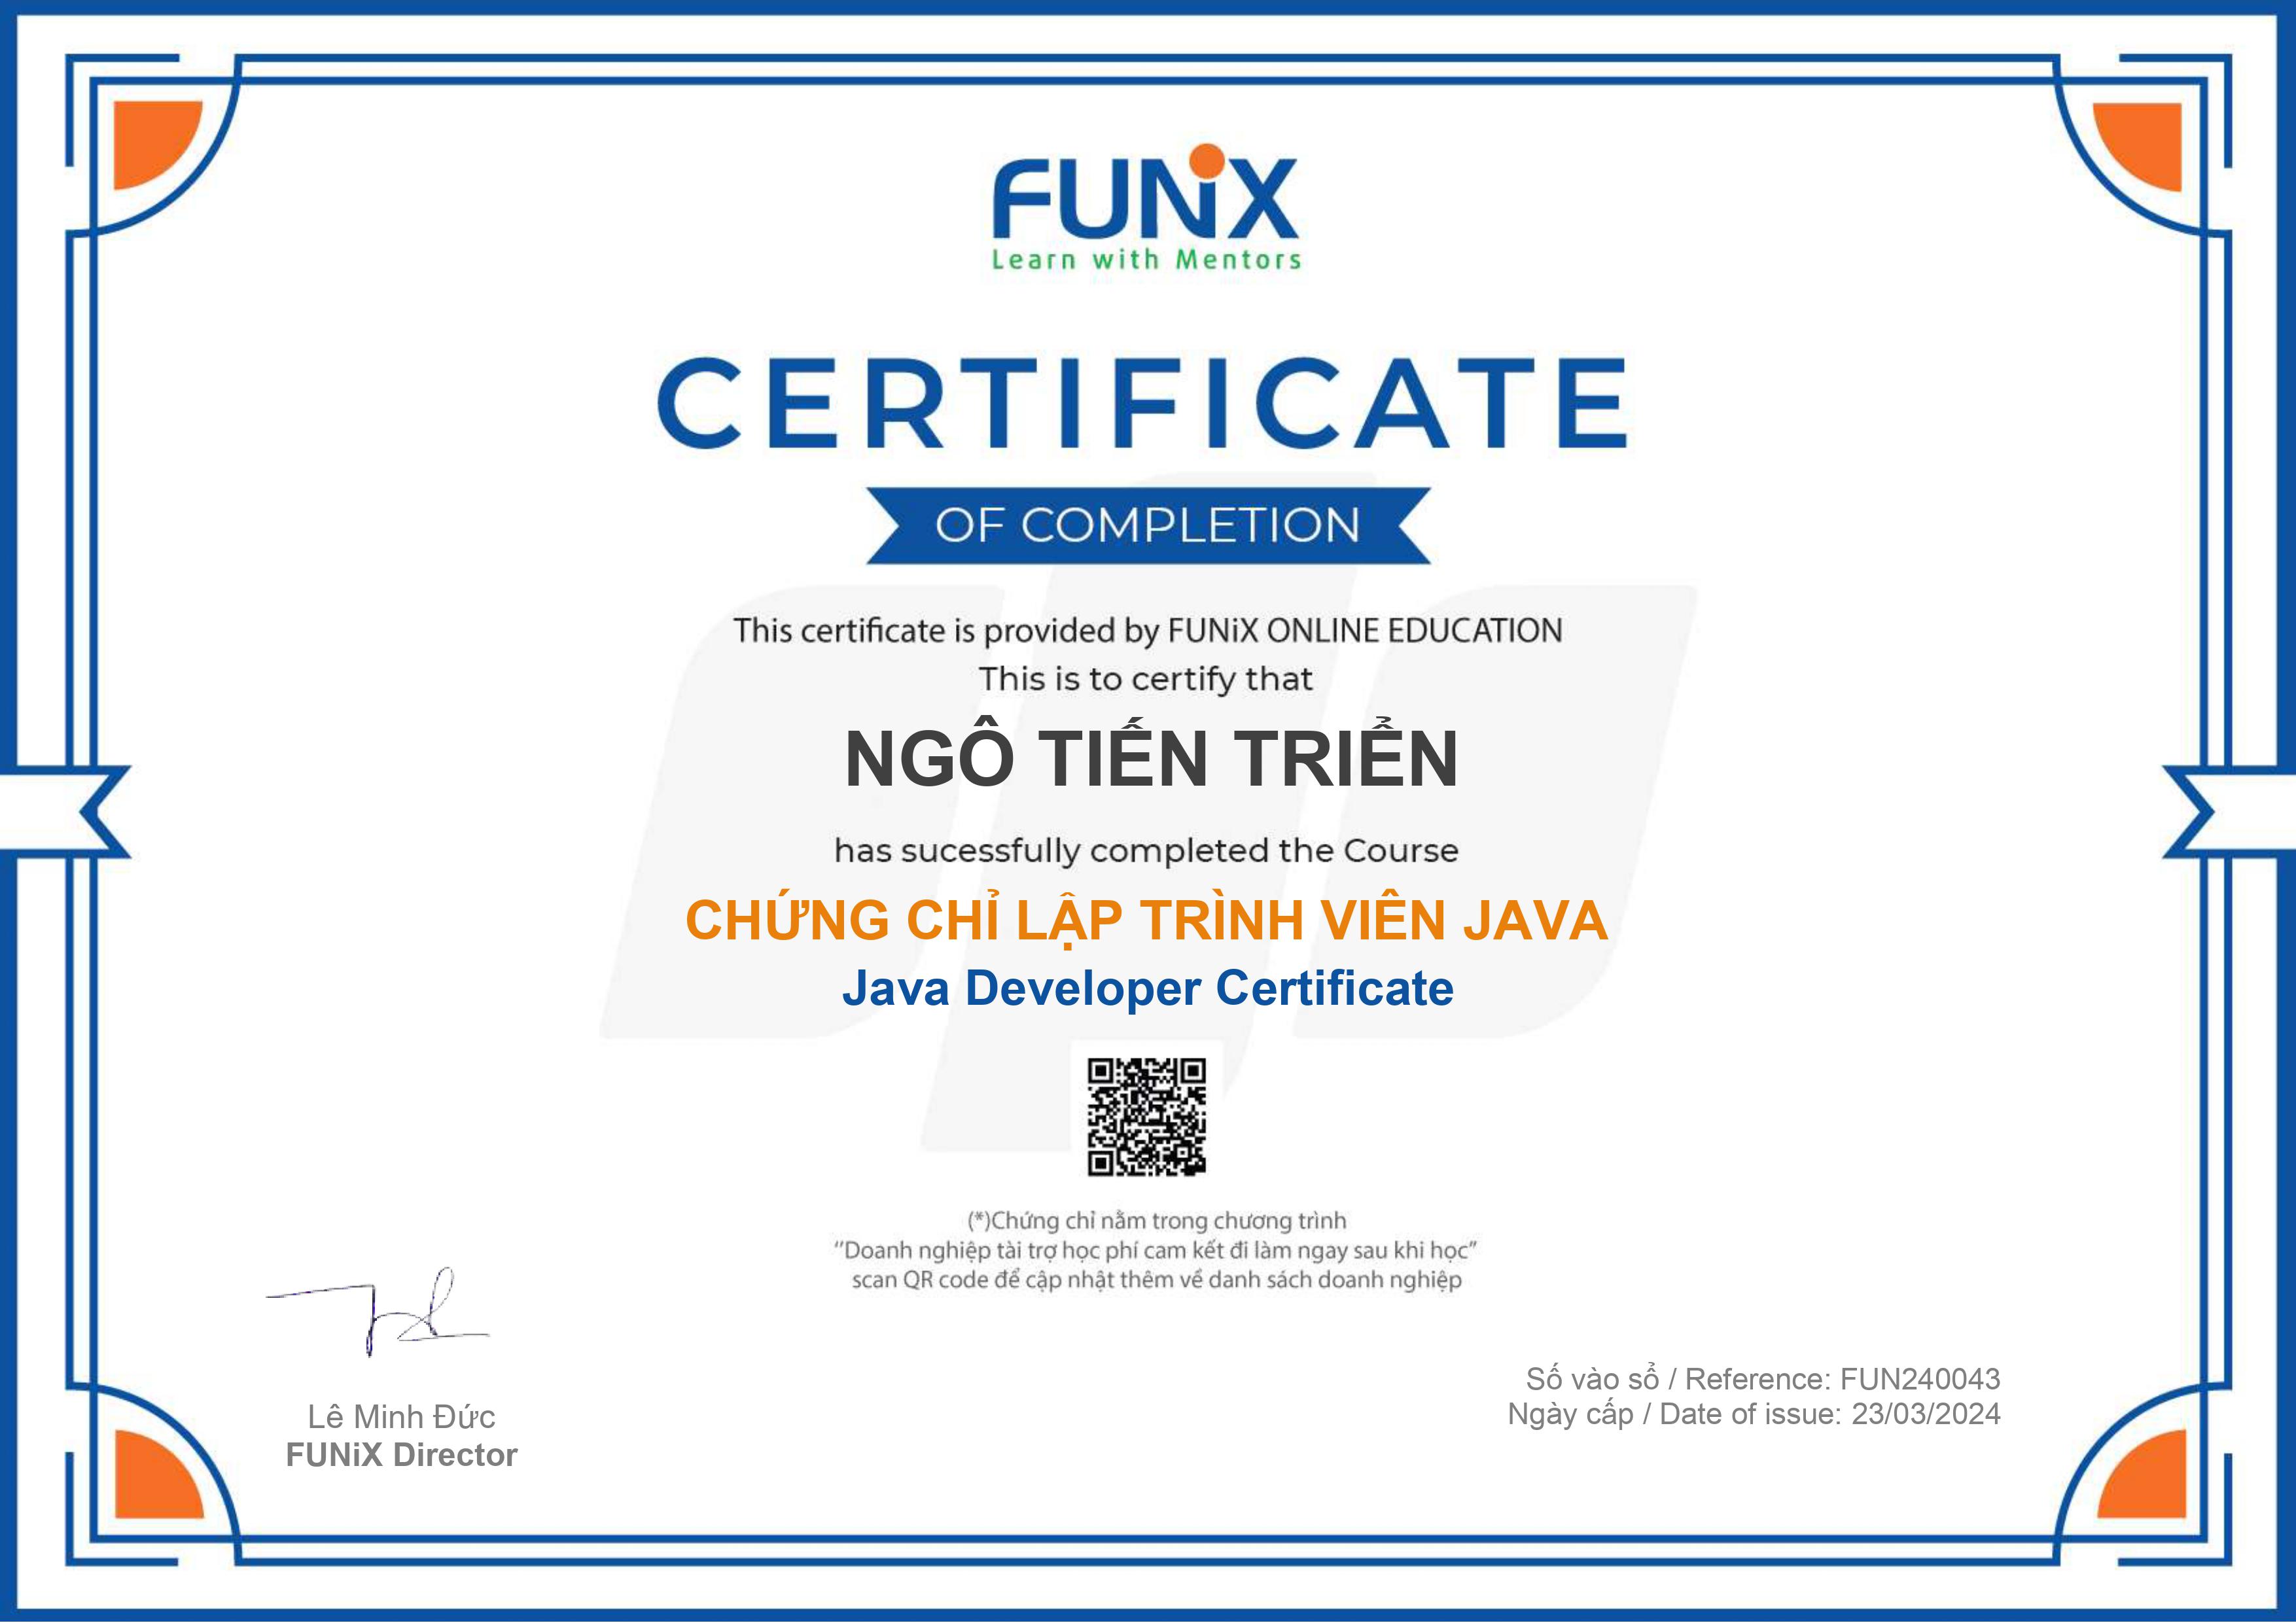 FUNiX
Learn with Mentors
CERTIFICATE
OF COMPLETION
This certificate is provided by FUNiX ONLINE EDUCATION
This is to certify that
NGÔ TIẾN TRIỂN
has sucessfully completed the Course
CHỨNG CHỈ LẬP TRÌNH VIÊN JAVA
Java Developer Certificate
(*)Chứng chỉ nằm trong chương trình
“Doanh nghiệp tài trợ học phí cam kết đi làm ngay sau khi học”
scan QR code để cập nhật thêm về danh sách doanh nghiệp
Lê Minh Đức
FUNiX Director
Số vào sổ / Reference: FUN240043
Ngày cấp / Date of issue: 23/03/2024